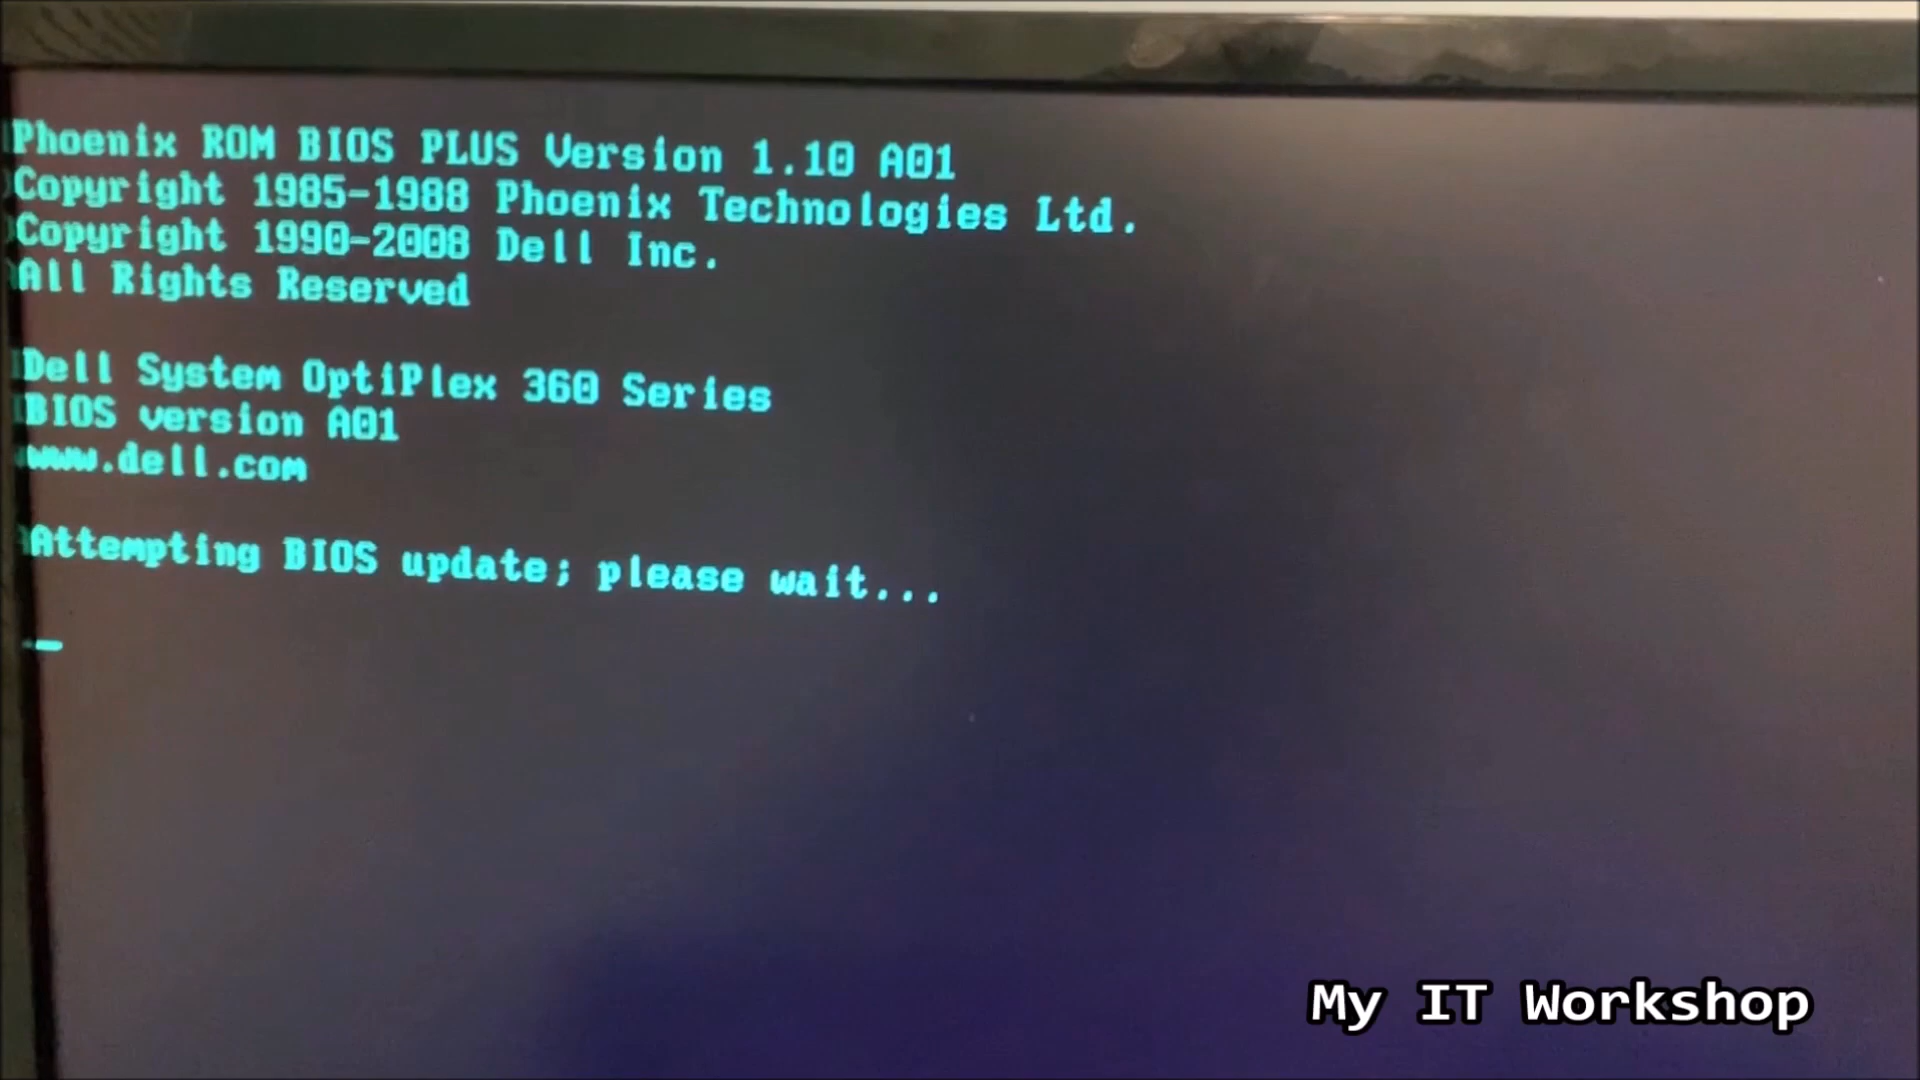 Phoenix ROM BIOS PLUS Version 1.10 A01
Copyright 1985-1988 Phoenix Technologies Ltd.
Copyright 1990-2008 Dell Inc.
All Rights Reserved
Dell System OptiPlex 360 Series
BIOS version A01
www.dell.com
Attempting BIOS update; please wait...
My IT Workshop